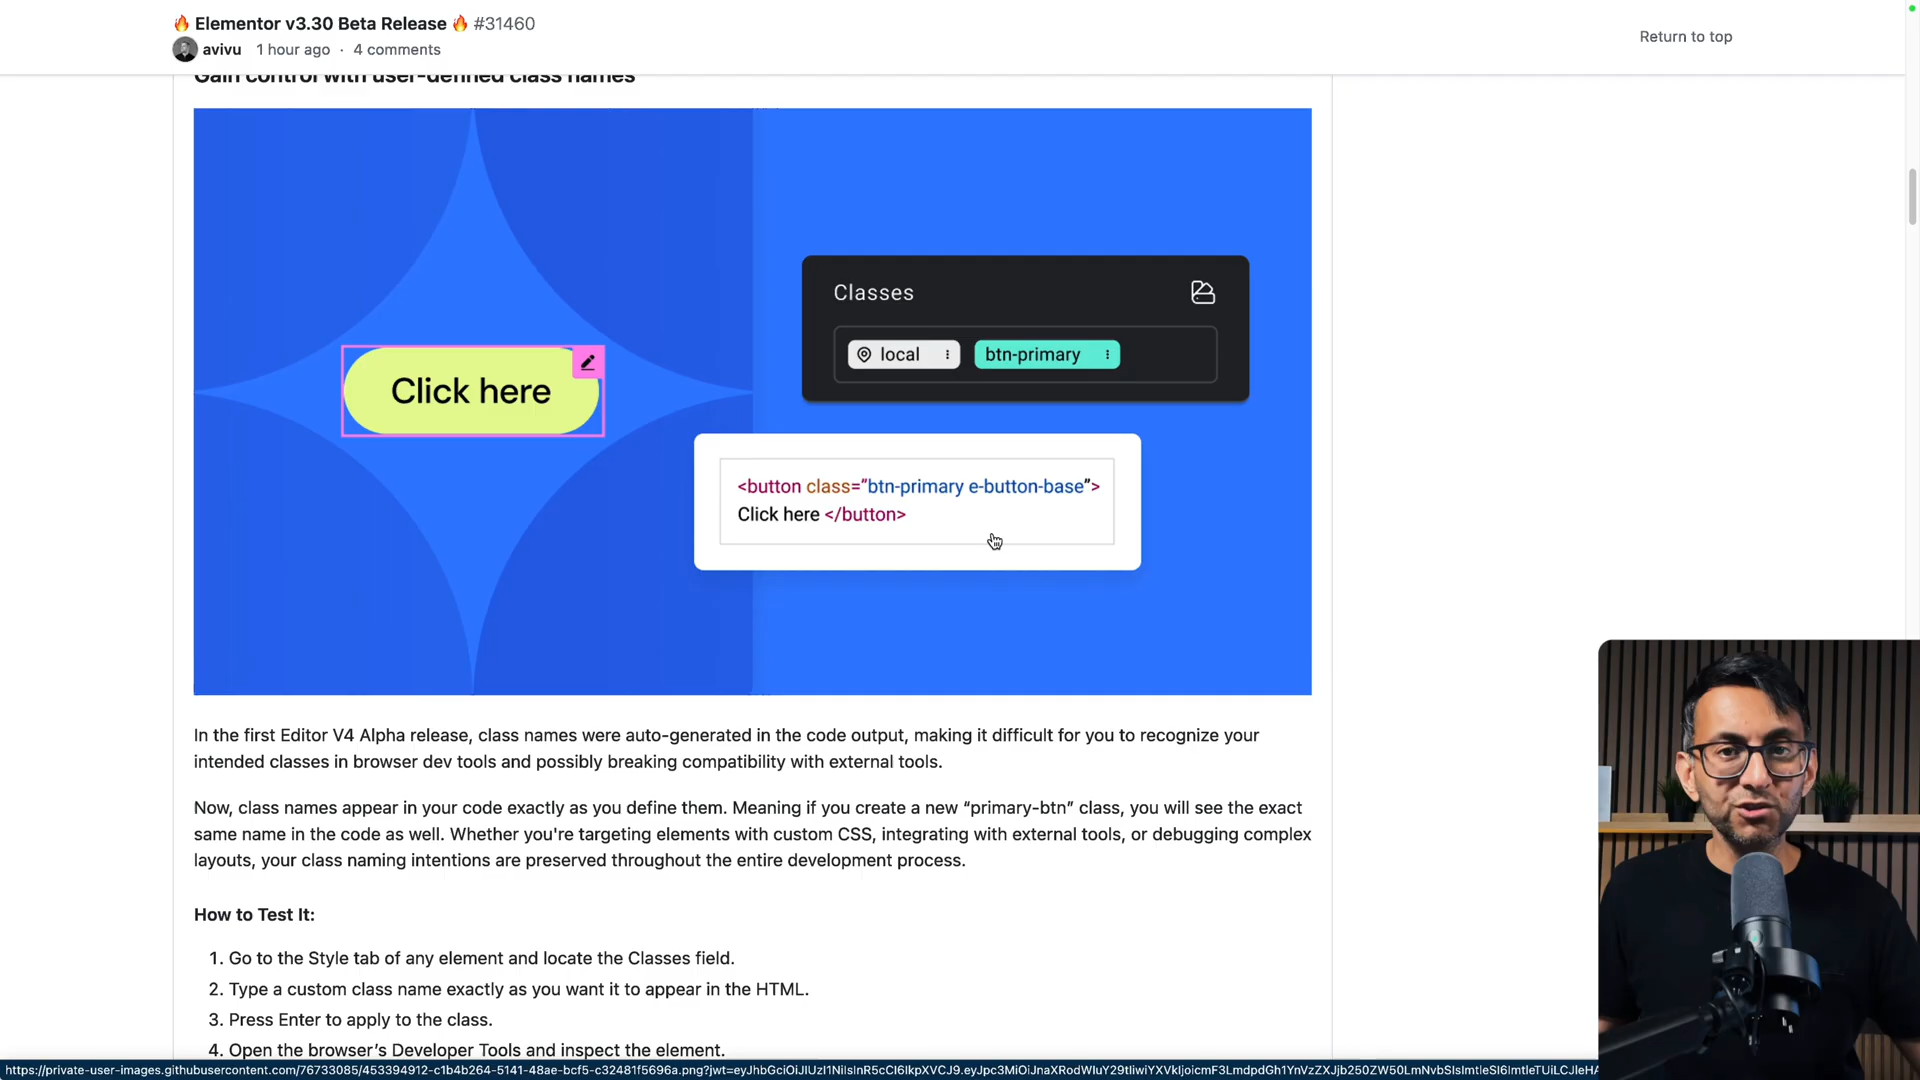 🔥 Elementor v3.30 Beta Release 🔥 #31460
avivu 1 hour ago · 4 comments
Return to top
Gain control with user-defined class names
Click here
Classes
local
btn-primary
<button class="btn-primary e-button-base”>
Click here </button>
In the first Editor V4 Alpha release, class names were auto-generated in the code output, making it difficult for you to recognize your
intended classes in browser dev tools and possibly breaking compatibility with external tools.
Now, class names appear in your code exactly as you define them. Meaning if you create a new “primary-btn” class, you will see the exact
same name in the code as well. Whether you're targeting elements with custom CSS, integrating with external tools, or debugging complex
layouts, your class naming intentions are preserved throughout the entire development process.
How to Test It:
1. Go to the Style tab of any element and locate the Classes field.
2. Type a custom class name exactly as you want it to appear in the HTML.
3. Press Enter to apply to the class.
4. Open the browser’s Developer Tools and inspect the element.